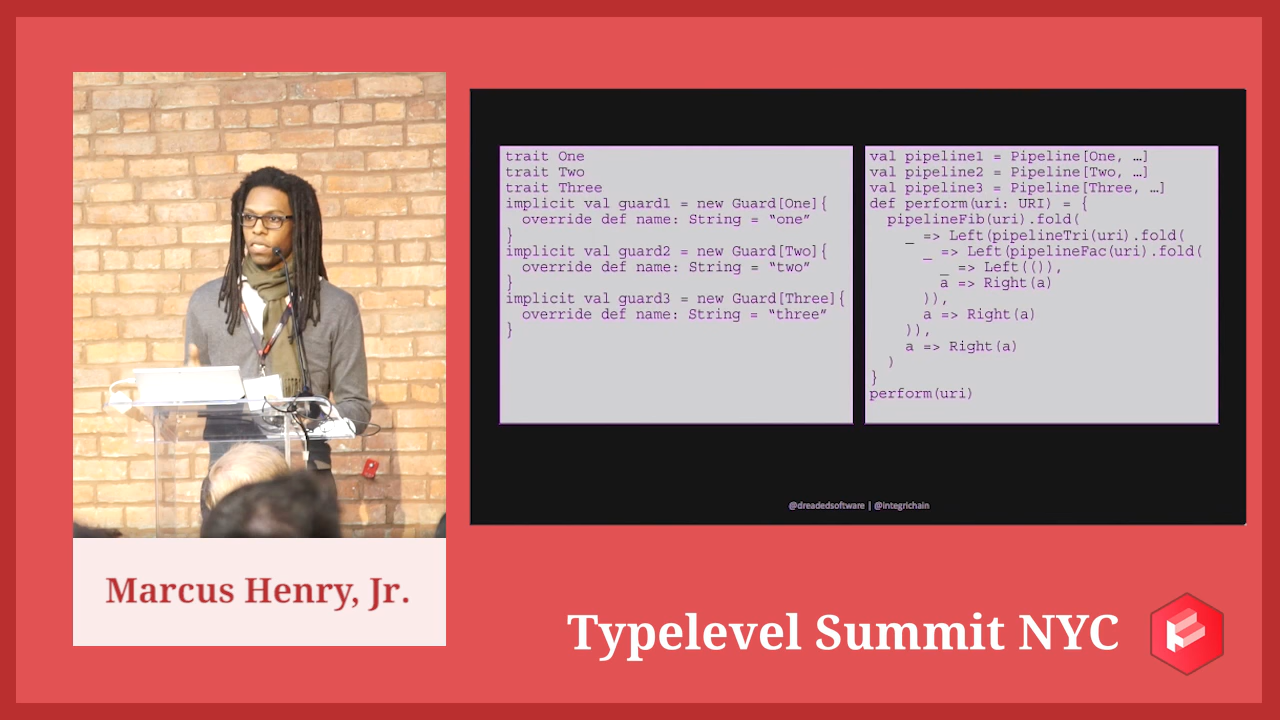 trait One
trait Two
trait Three
implicit val guard1 = new Guard[One]{
  override def name: String = “one”
}
implicit val guard2 = new Guard[Two]{
  override def name: String = “two”
}
implicit val guard3 = new Guard[Three]{
  override def name: String = “three”
}
val pipeline1 = Pipeline[One, …]
val pipeline2 = Pipeline[Two, …]
val pipeline3 = Pipeline[Three, …]
def perform(uri: URI) = {
  pipelineFib(uri).fold(
    _ => Left(pipelineTri(uri).fold(
      _ => Left(pipelineFac(uri).fold(
        _ => Left(()),
        a => Right(a)
      )),
      a => Right(a)
    )),
    a => Right(a)
  )
}
perform(uri)
@dreadedsoftware | @integrichain
Marcus Henry, Jr.
Typelevel Summit NYC